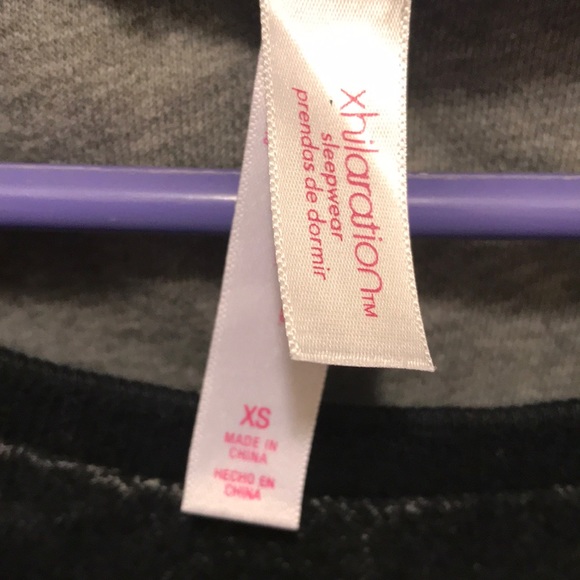 xhilaration™
sleepwear
prendas de dormir
XS
MADE IN
CHINA
HECHO EN
CHINA